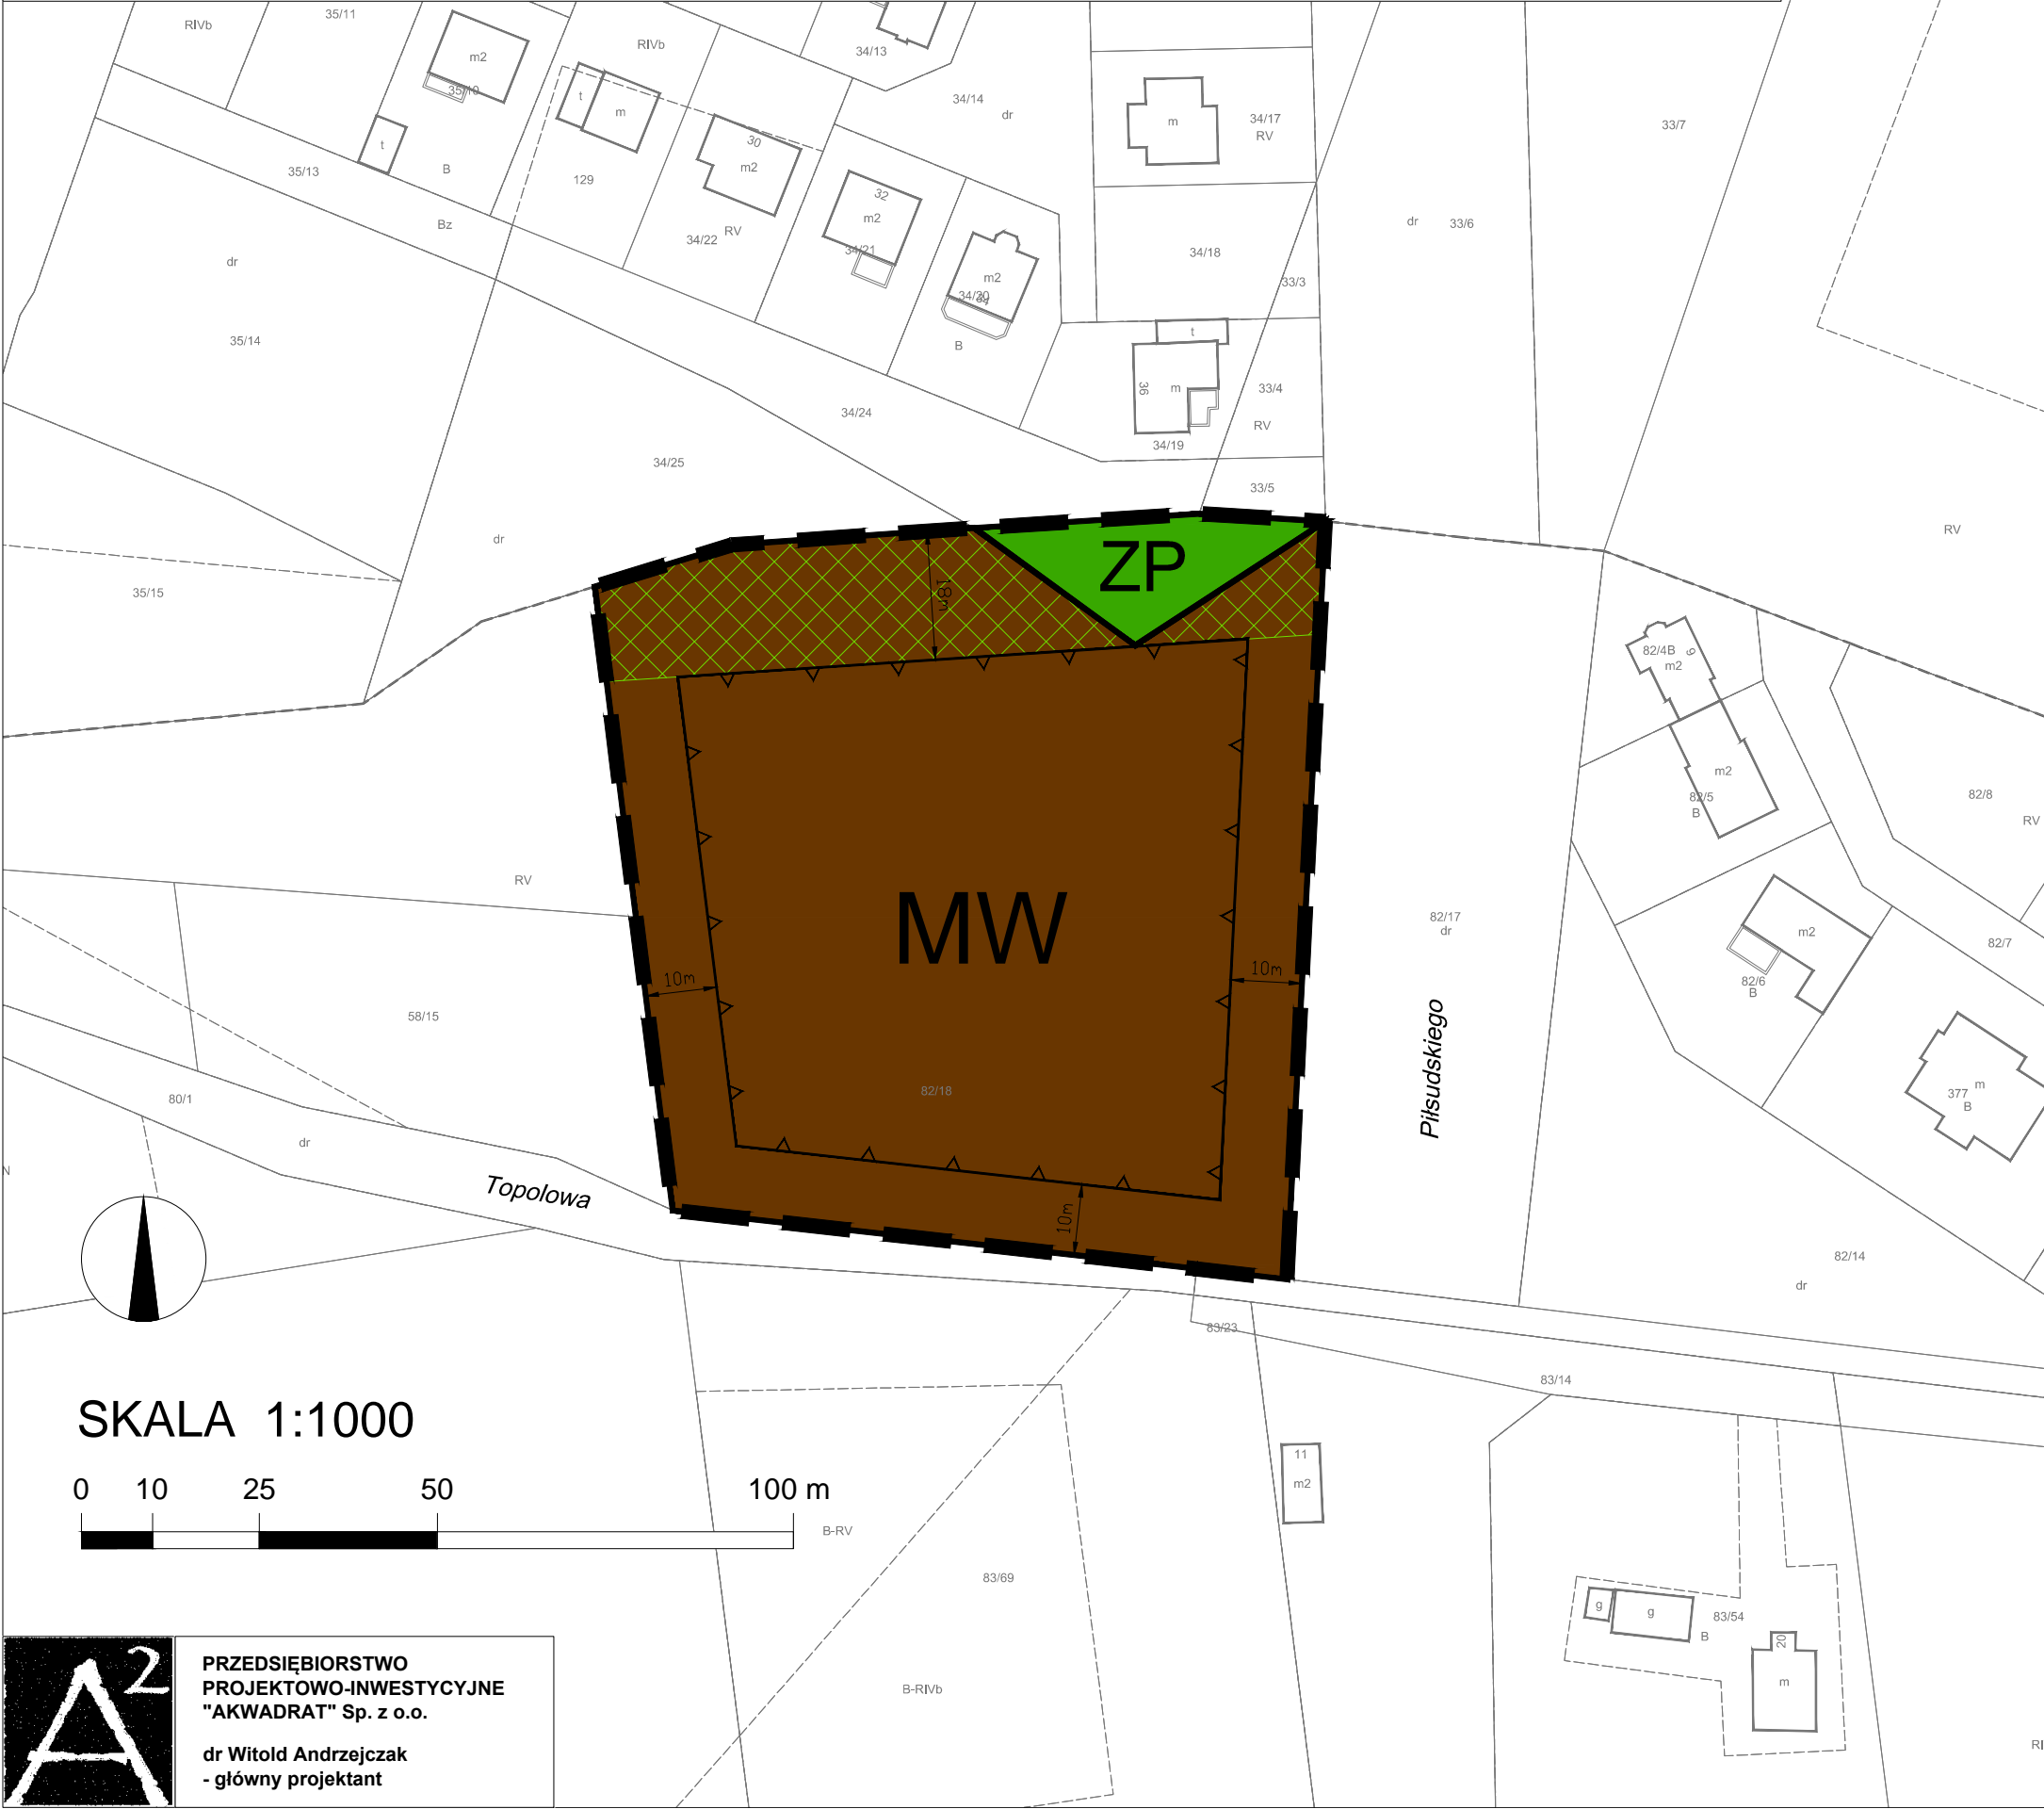 35/11
RIVb
34/13
RIVb
m2
35/10
t
m
34/14
dr
m
34/17
RV
33/7
30
m2
t
35/13
B
129
32
m2
34/21
34/22
RV
Bz
dr
33/6
34/18
33/3
dr
m2
34/20
B
35/14
t
36
m
33/4
RV
34/19
34/24
34/25
33/5
dr
RV
ZP
18m
35/15
82/4B
9
m2
m2
82/5
B
82/8
RV
RV
MW
82/17
dr
m2
82/7
82/6
B
10m
10m
58/15
Piłsudskiego
82/18
80/1
m
377
B
dr
N
Topolowa
10m
82/14
dr
83/23
83/14
SKALA 1:1000
0 10 25 50 100 m
11
m2
B-RV
83/69
g
g
83/54
B
20
m
B-RIVb
RI
A2
PRZEDSIĘBIORSTWO
PROJEKTOWO-INWESTYCYJNE
"AKWADRAT" Sp. z o.o.
dr Witold Andrzejczak
- główny projektant